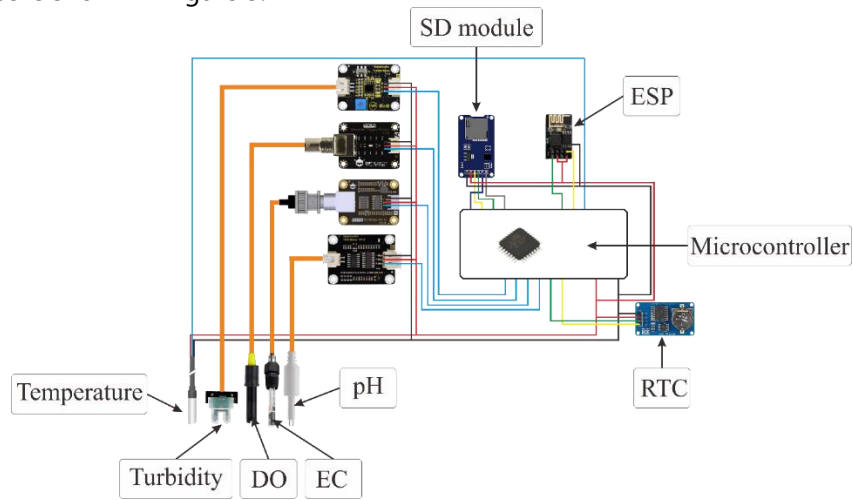 SD module
ESP
Microcontroller
RTC
pH
Temperature
Turbidity
DO
EC